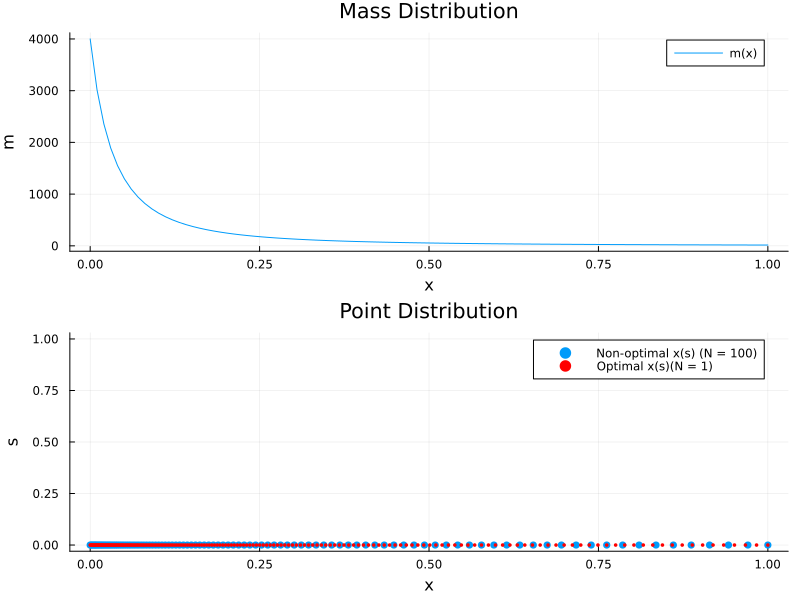 Mass Distribution
4000
3000
2000
1000
0
m
m(x)
0.00 0.25 0.50 0.75 1.00
x
Point Distribution
1.00
0.75
0.50
0.25
0.00
s
Non-optimal x(s) (N = 100)
Optimal x(s)(N = 1)
0.00 0.25 0.50 0.75 1.00
x